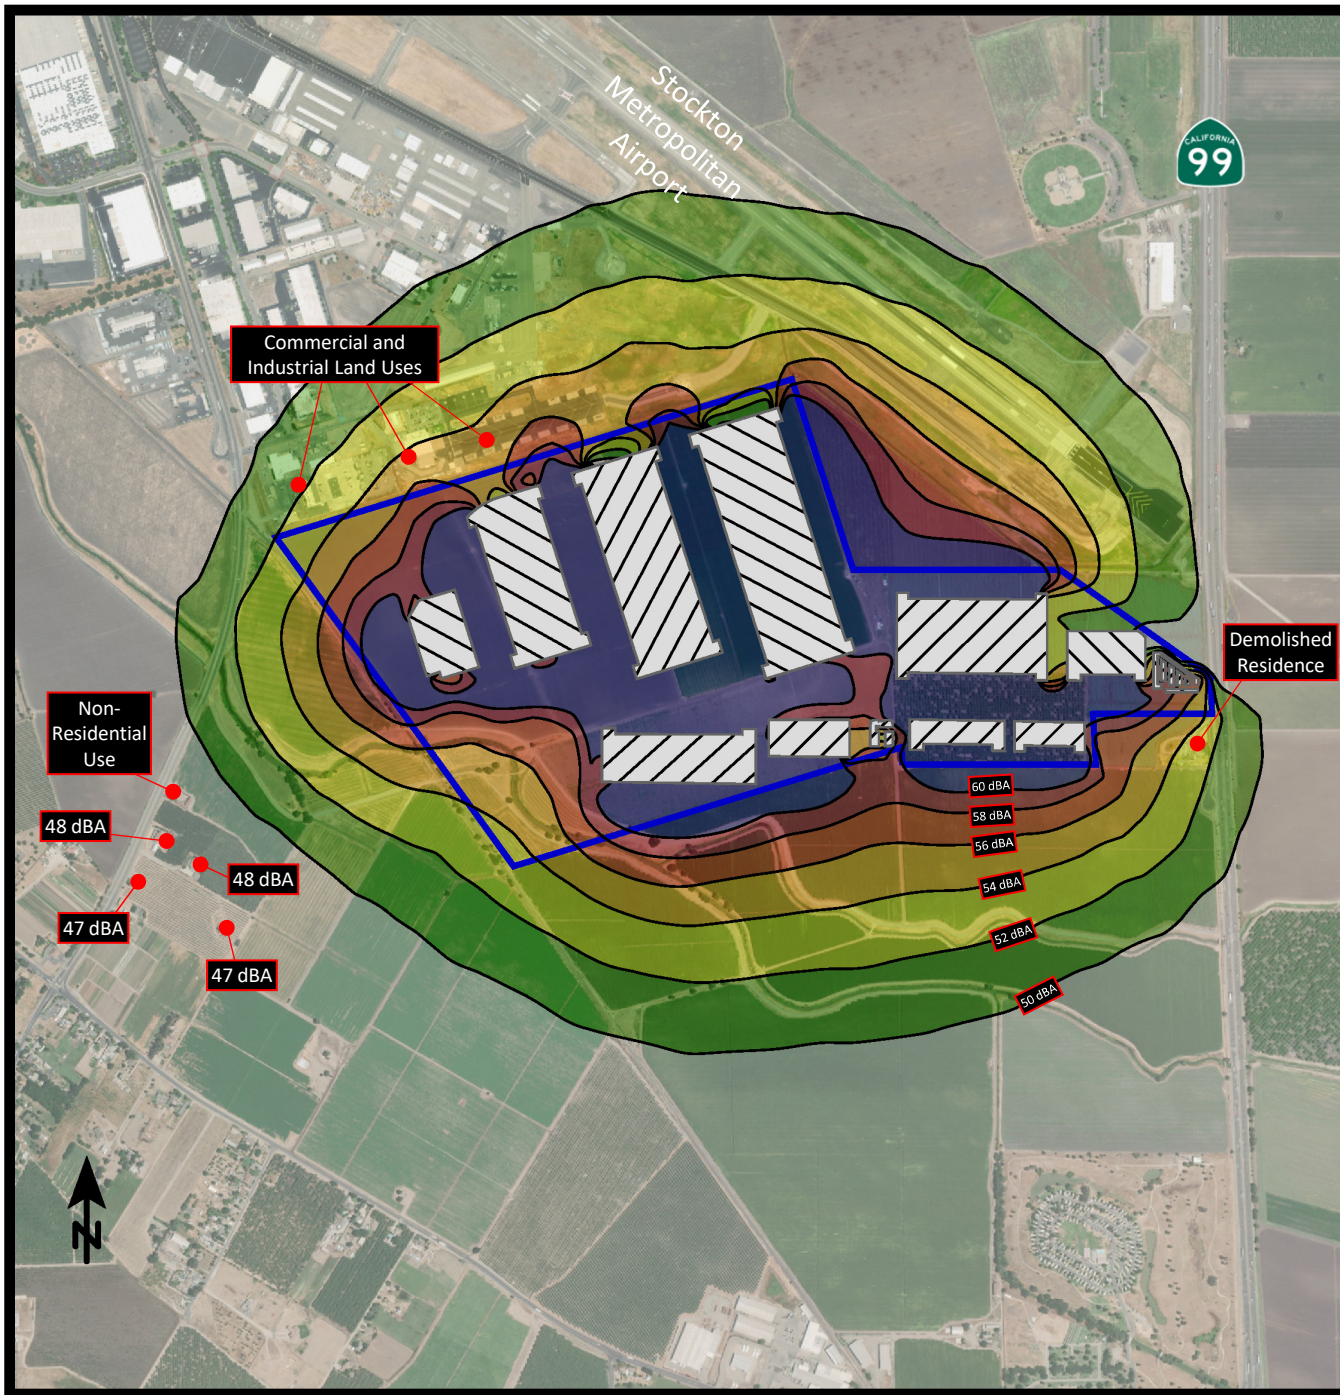 Stockton
Metropolitan
Airport
CALIFORNIA
99
Commercial and
Industrial Land Uses
Demolished
Residence
Non-
Residential
Use
48 dBA
48 dBA
47 dBA
47 dBA
60 dBA
58 dBA
56 dBA
54 dBA
52 dBA
50 dBA
N